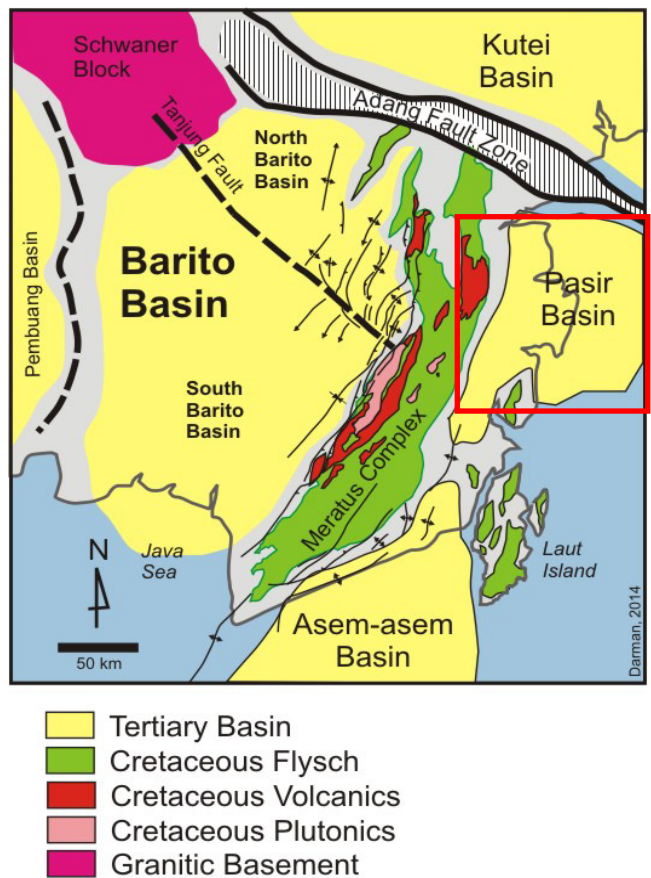 Schwaner
Block
Kutei
Basin
Adang Fault Zone
Tanjung Fault
North
Barito
Basin
Barito
Basin
Pembuang Basin
Pasir
Basin
South
Barito
Basin
Meratus Complex
N
Java
Sea
Laut
Island
50 km
Asem-asem
Basin
Darman, 2014
Tertiary Basin
Cretaceous Flysch
Cretaceous Volcanics
Cretaceous Plutonics
Granitic Basement